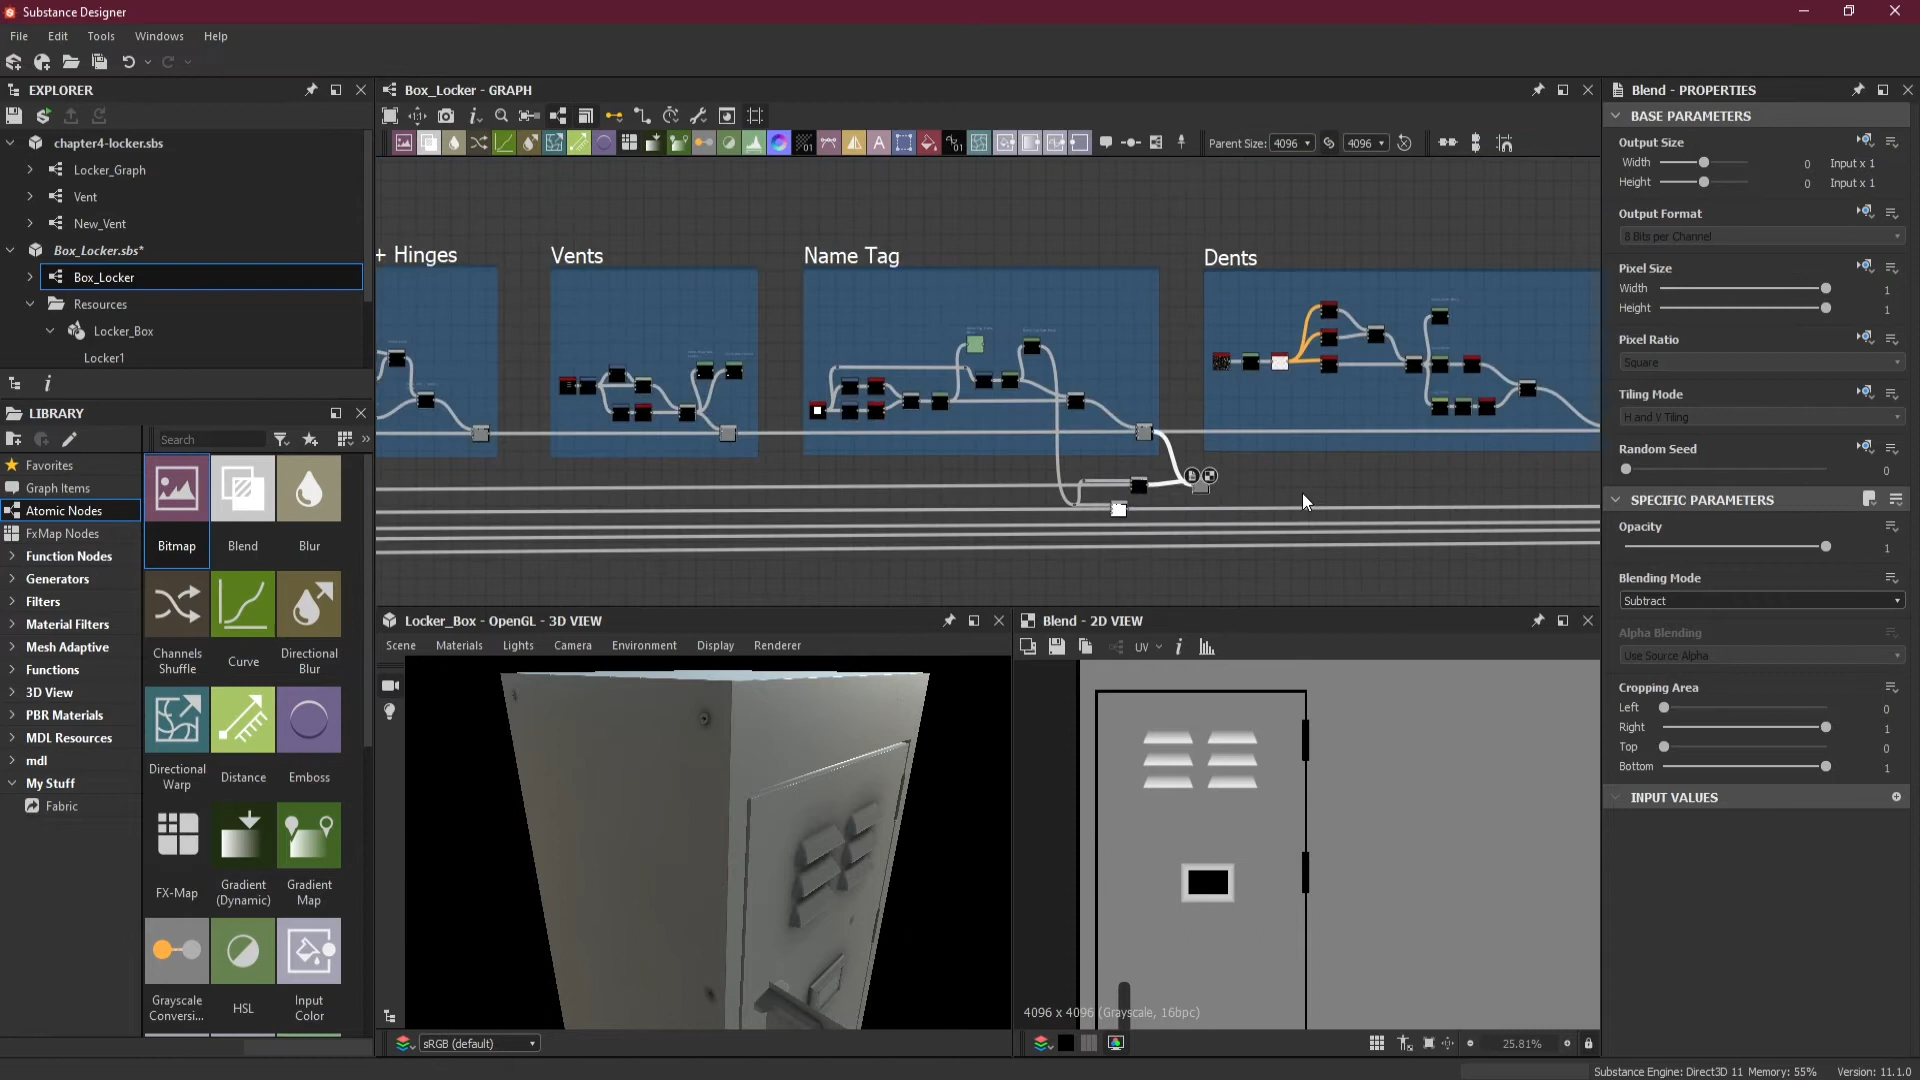 Substance Designer
File Edit Tools Windows Help
EXPLORER
chapter4-locker.sbs
Locker_Graph
Vent
New_Vent
Box_Locker.sbs*
Box_Locker
Resources
Locker_Box
Locker1
LIBRARY
Search
Favorites
Graph Items
Atomic Nodes
FxMap Nodes
Function Nodes
Generators
Filters
Material Filters
Mesh Adaptive
Functions
3D View
PBR Materials
MDL Resources
mdl
My Stuff
Fabric
Bitmap Blend Blur
Channels Shuffle Curve Directional Blur
Directional Warp Distance Emboss
FX-Map Gradient (Dynamic) Gradient Map
Grayscale Conversi... HSL Input Color
Box_Locker - GRAPH
Parent Size: 4096 4096
+ Hinges
Vents
Name Tag
Dents
Locker_Box - OpenGL - 3D VIEW
Scene Materials Lights Camera Environment Display Renderer
sRGB (default)
Blend - 2D VIEW
UV
4096 x 4096 (Grayscale, 16bpc)
25.81%
Blend - PROPERTIES
BASE PARAMETERS
Output Size
Width 0 Input x 1
Height 0 Input x 1
Output Format
8 Bits per Channel
Pixel Size
Width 1
Height 1
Pixel Ratio
Square
Tiling Mode
H and V Tiling
Random Seed
0
SPECIFIC PARAMETERS
Opacity
1
Blending Mode
Subtract
Alpha Blending
Use Source Alpha
Cropping Area
Left 0
Right 1
Top 0
Bottom 1
INPUT VALUES
Substance Engine: Direct3D 11 Memory: 55% Version: 11.1.0